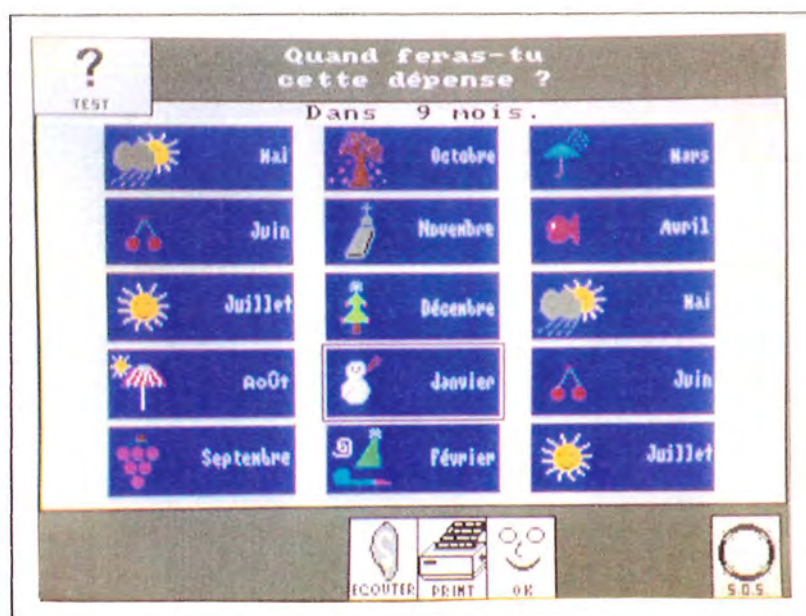 ?
TEST
Quand feras-tu
cette dépense ?
Dans 9 mois.
Mai
Octobre
Mars
Juin
Novembre
Avril
Juillet
Décembre
Mai
Août
Janvier
Juin
Septembre
Février
Juillet
ECOUTER
PRINT
OK
S.O.S